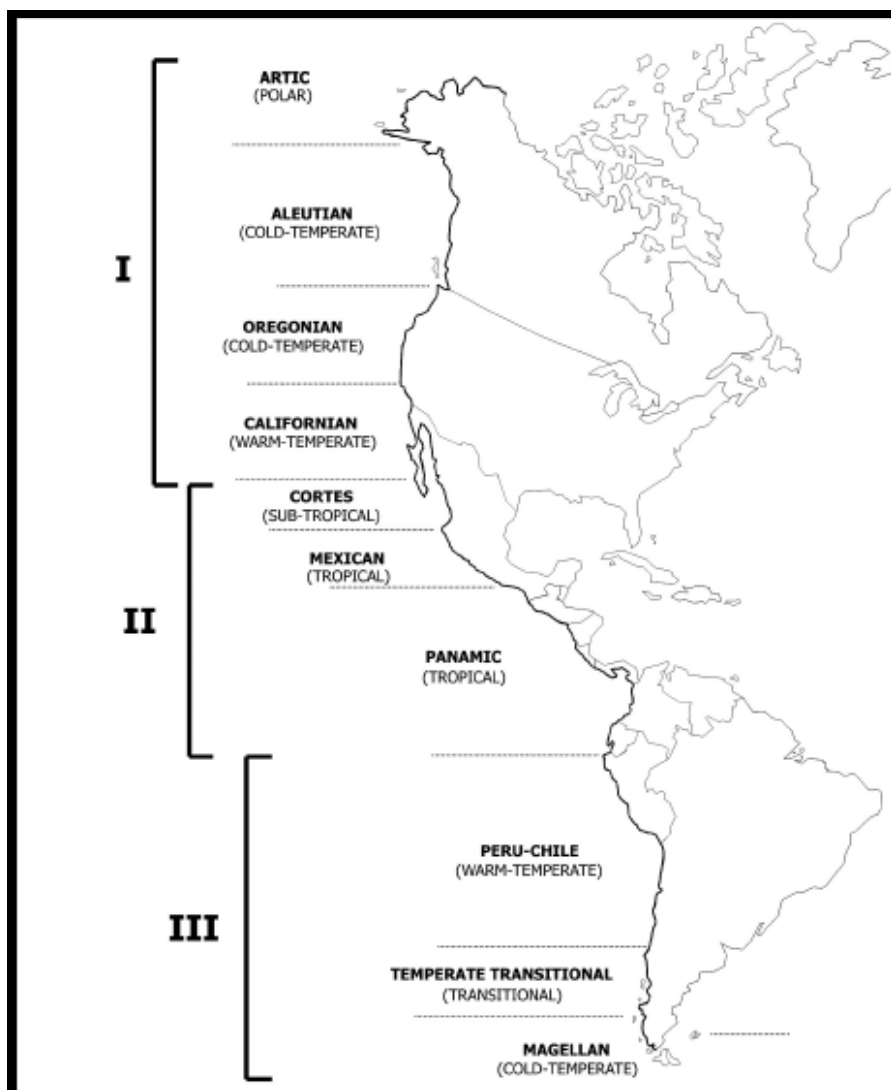 ARTIC
(POLAR)
ALEUTIAN
(COLD-TEMPERATE)
I
OREGONIAN
(COLD-TEMPERATE)
CALIFORNIAN
(WARM-TEMPERATE)
CORTES
(SUB-TROPICAL)
MEXICAN
(TROPICAL)
II
PANAMIC
(TROPICAL)
PERU-CHILE
(WARM-TEMPERATE)
III
TEMPERATE TRANSITIONAL
(TRANSITIONAL)
MAGELLAN
(COLD-TEMPERATE)